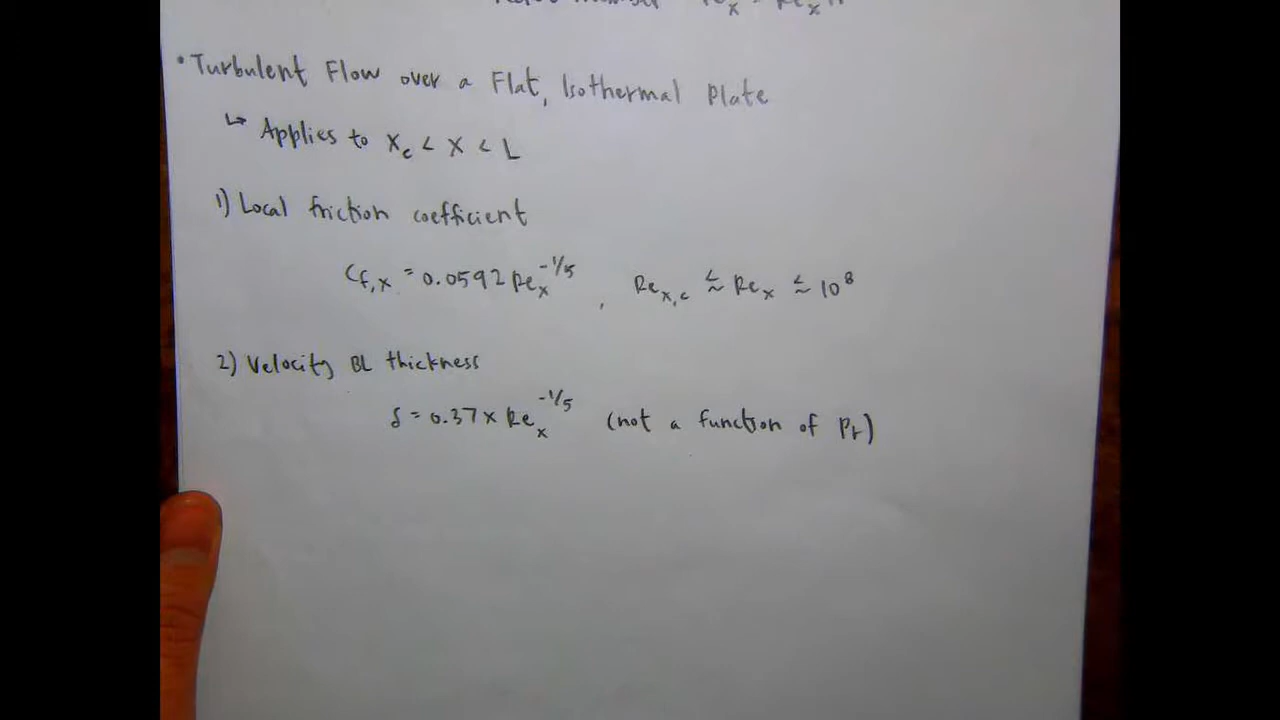 • Turbulent Flow over a Flat, Isothermal Plate
↳ Applies to x_c < x < L
1) Local friction coefficient
C_f,x = 0.0592 Re_x^-1/5 , Re_x,c ≲ Re_x ≲ 10^8
2) Velocity BL thickness
δ = 0.37 x Re_x^-1/5 (not a function of Pr)